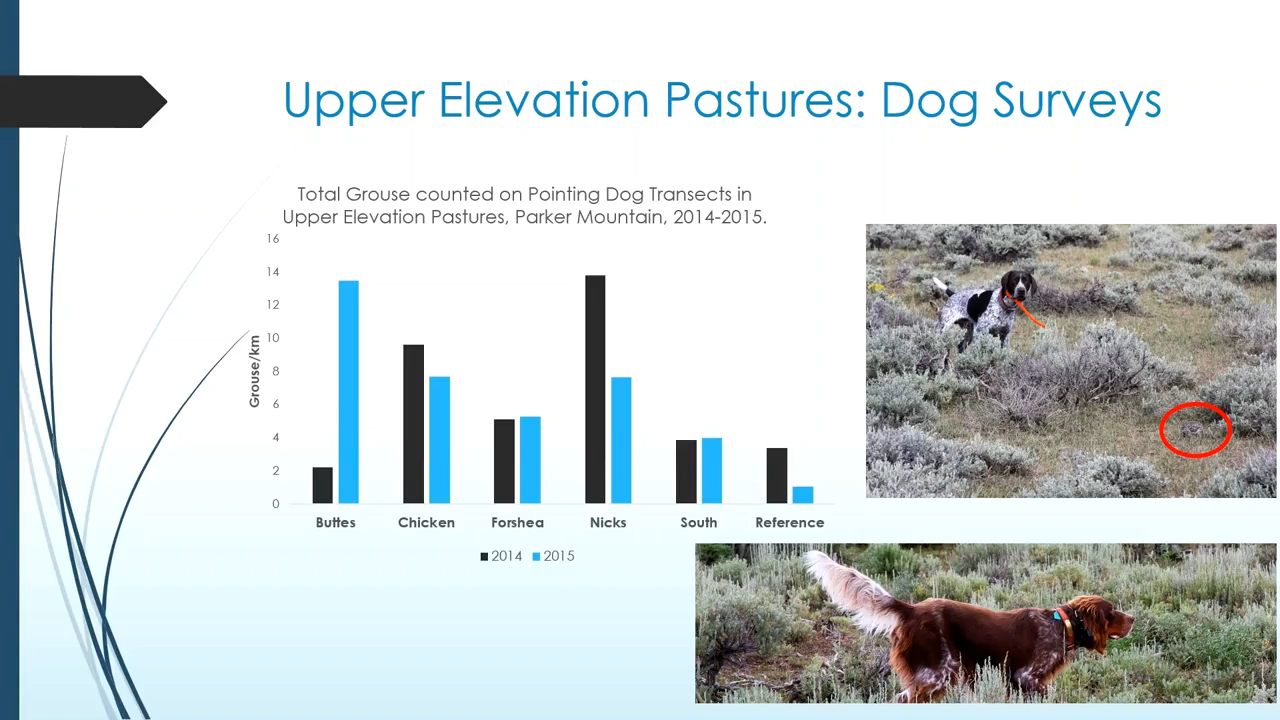 Upper Elevation Pastures: Dog Surveys
Total Grouse counted on Pointing Dog Transects in
Upper Elevation Pastures, Parker Mountain, 2014-2015.
16
14
12
10
8
6
4
2
0
Grouse/km
Buttes Chicken Forshea Nicks South Reference
2014 2015